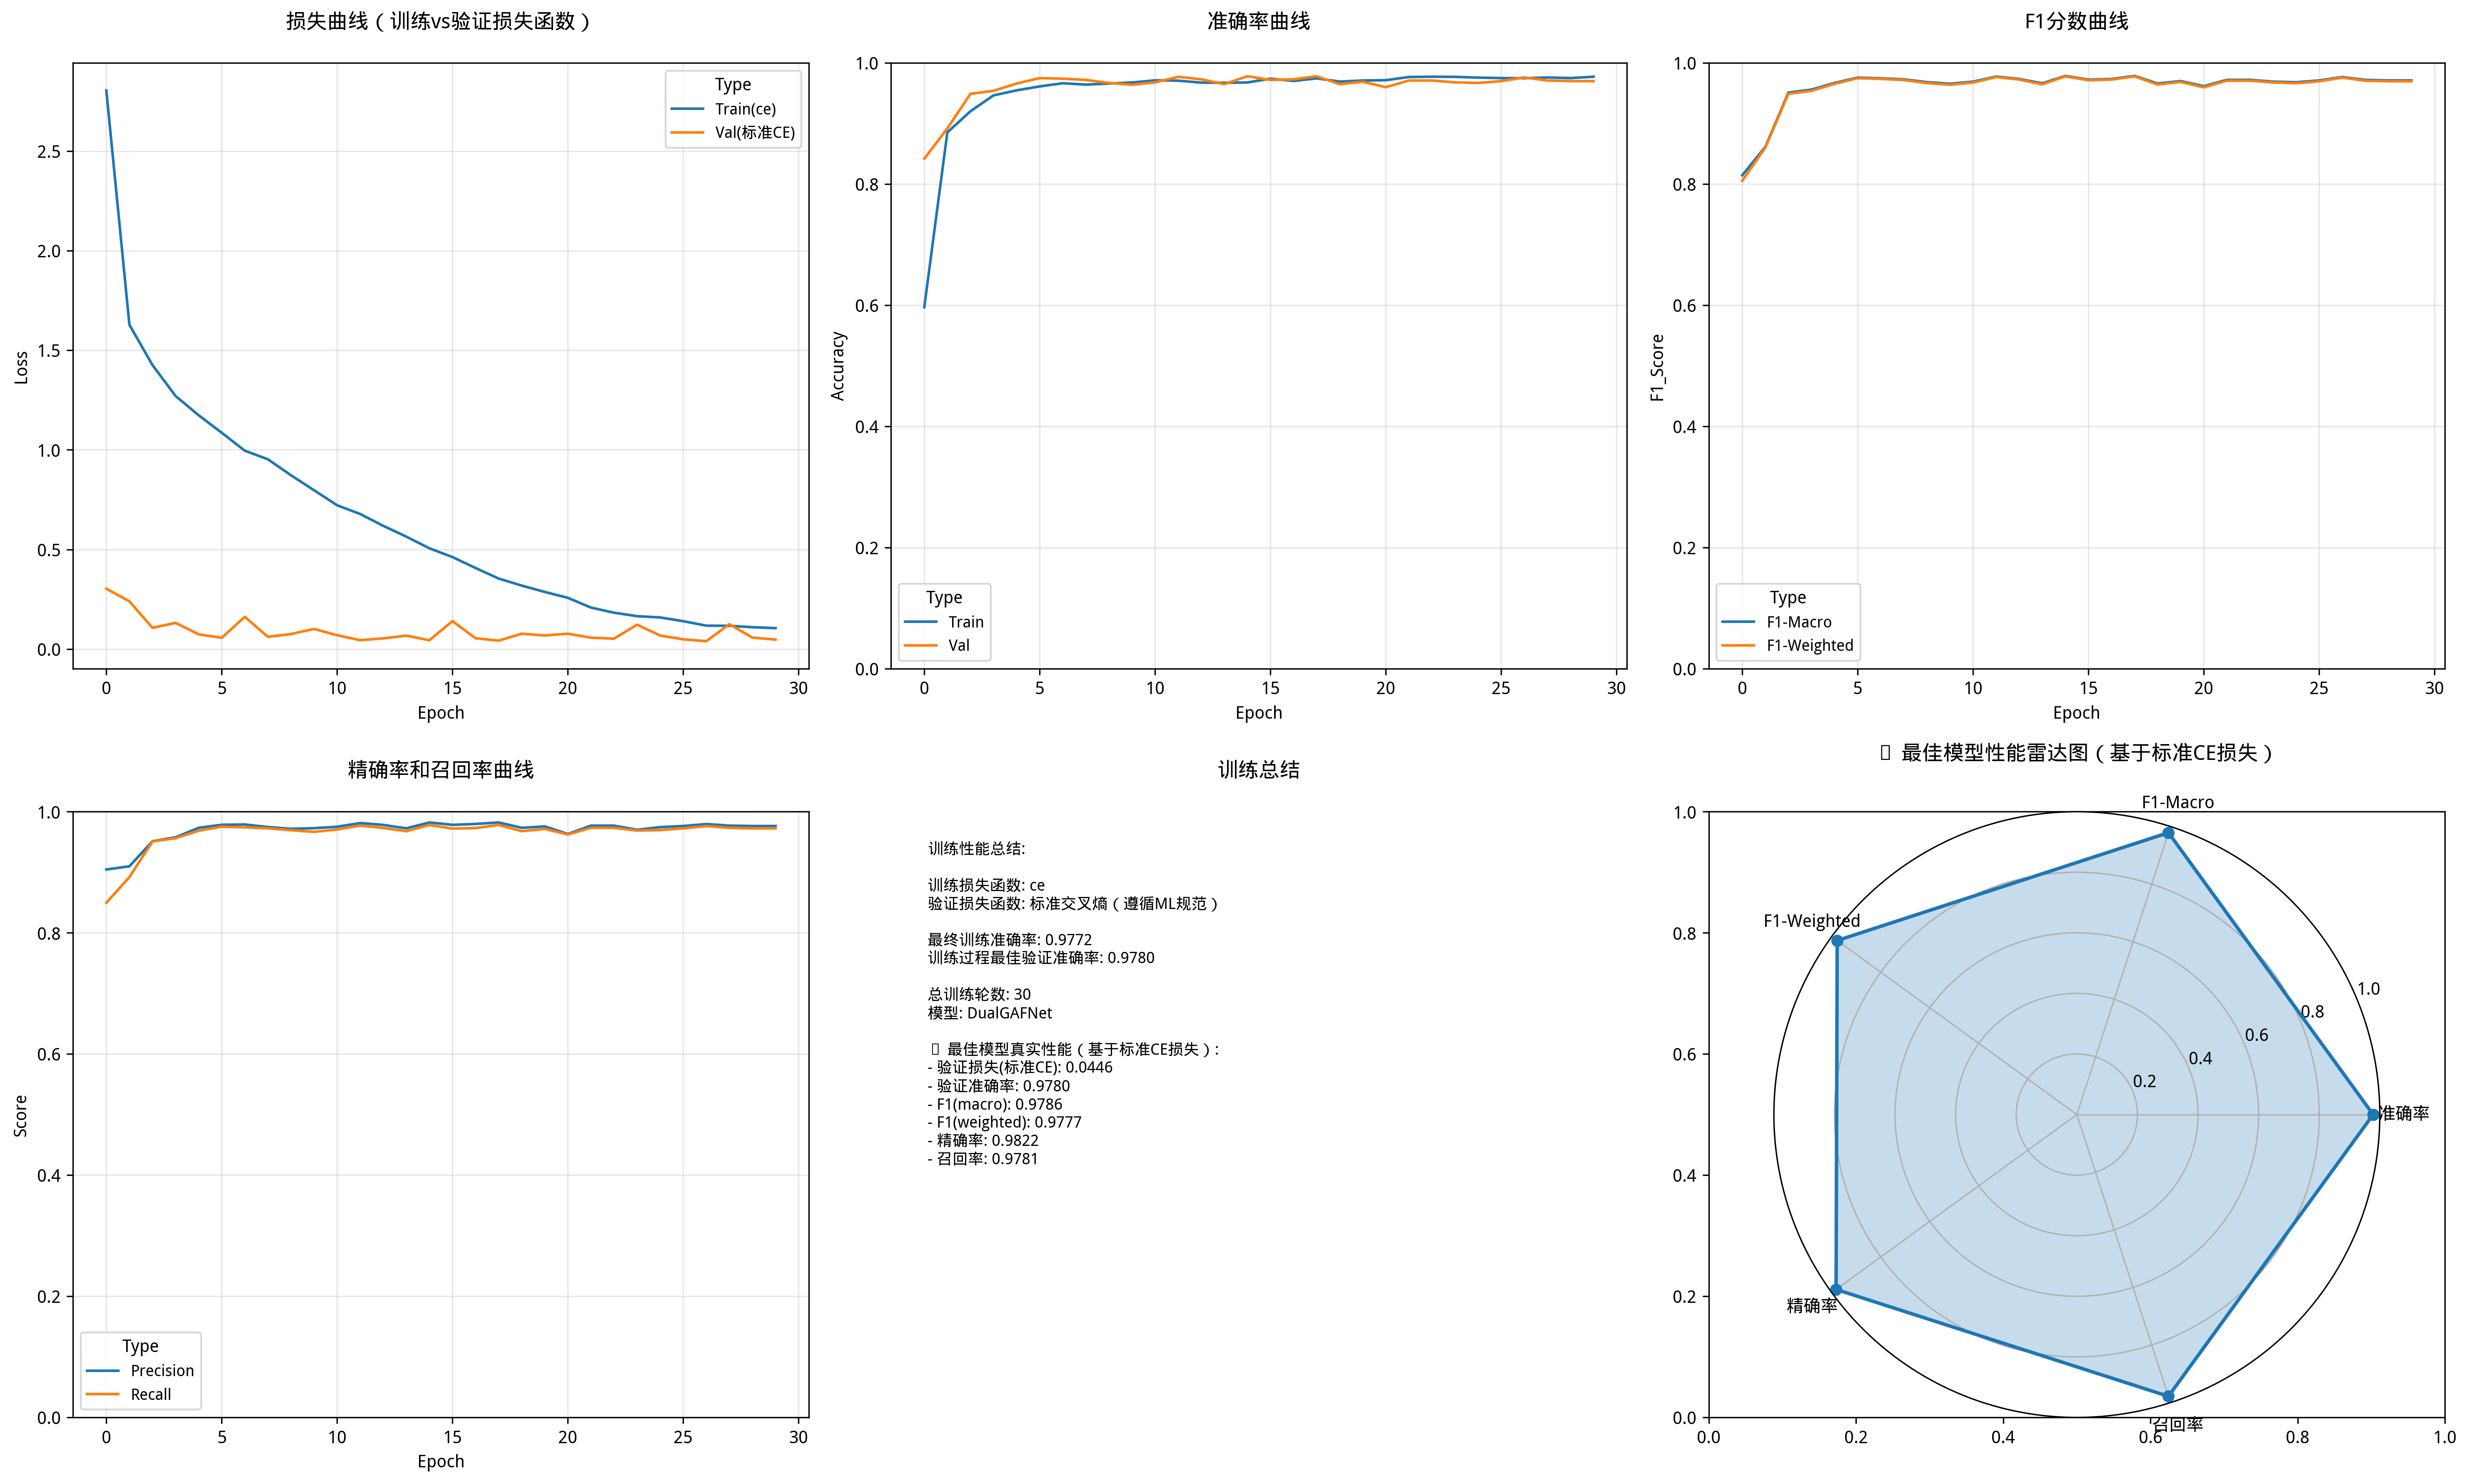 损失曲线（训练vs验证损失函数）
Loss
2.5
2.0
1.5
1.0
0.5
0.0
0 5 10 15 20 25 30
Epoch
Type
Train(ce)
Val(标准CE)
准确率曲线
Accuracy
1.0
0.8
0.6
0.4
0.2
0.0
0 5 10 15 20 25 30
Epoch
Type
Train
Val
F1分数曲线
F1_Score
1.0
0.8
0.6
0.4
0.2
0.0
0 5 10 15 20 25 30
Epoch
Type
F1-Macro
F1-Weighted
精确率和召回率曲线
Score
1.0
0.8
0.6
0.4
0.2
0.0
0 5 10 15 20 25 30
Epoch
Type
Precision
Recall
训练总结
训练性能总结:
训练损失函数: ce
验证损失函数: 标准交叉熵（遵循ML规范）
最终训练准确率: 0.9772
训练过程最佳验证准确率: 0.9780
总训练轮数: 30
模型: DualGAFNet
最佳模型真实性能（基于标准CE损失）:
- 验证损失(标准CE): 0.0446
- 验证准确率: 0.9780
- F1(macro): 0.9786
- F1(weighted): 0.9777
- 精确率: 0.9822
- 召回率: 0.9781
最佳模型性能雷达图（基于标准CE损失）
1.0
0.8
0.6
0.4
0.2
0.0
0.0 0.2 0.4 0.6 0.8 1.0
F1-Macro
F1-Weighted
准确率
精确率
召回率
0.2
0.4
0.6
0.8
1.0